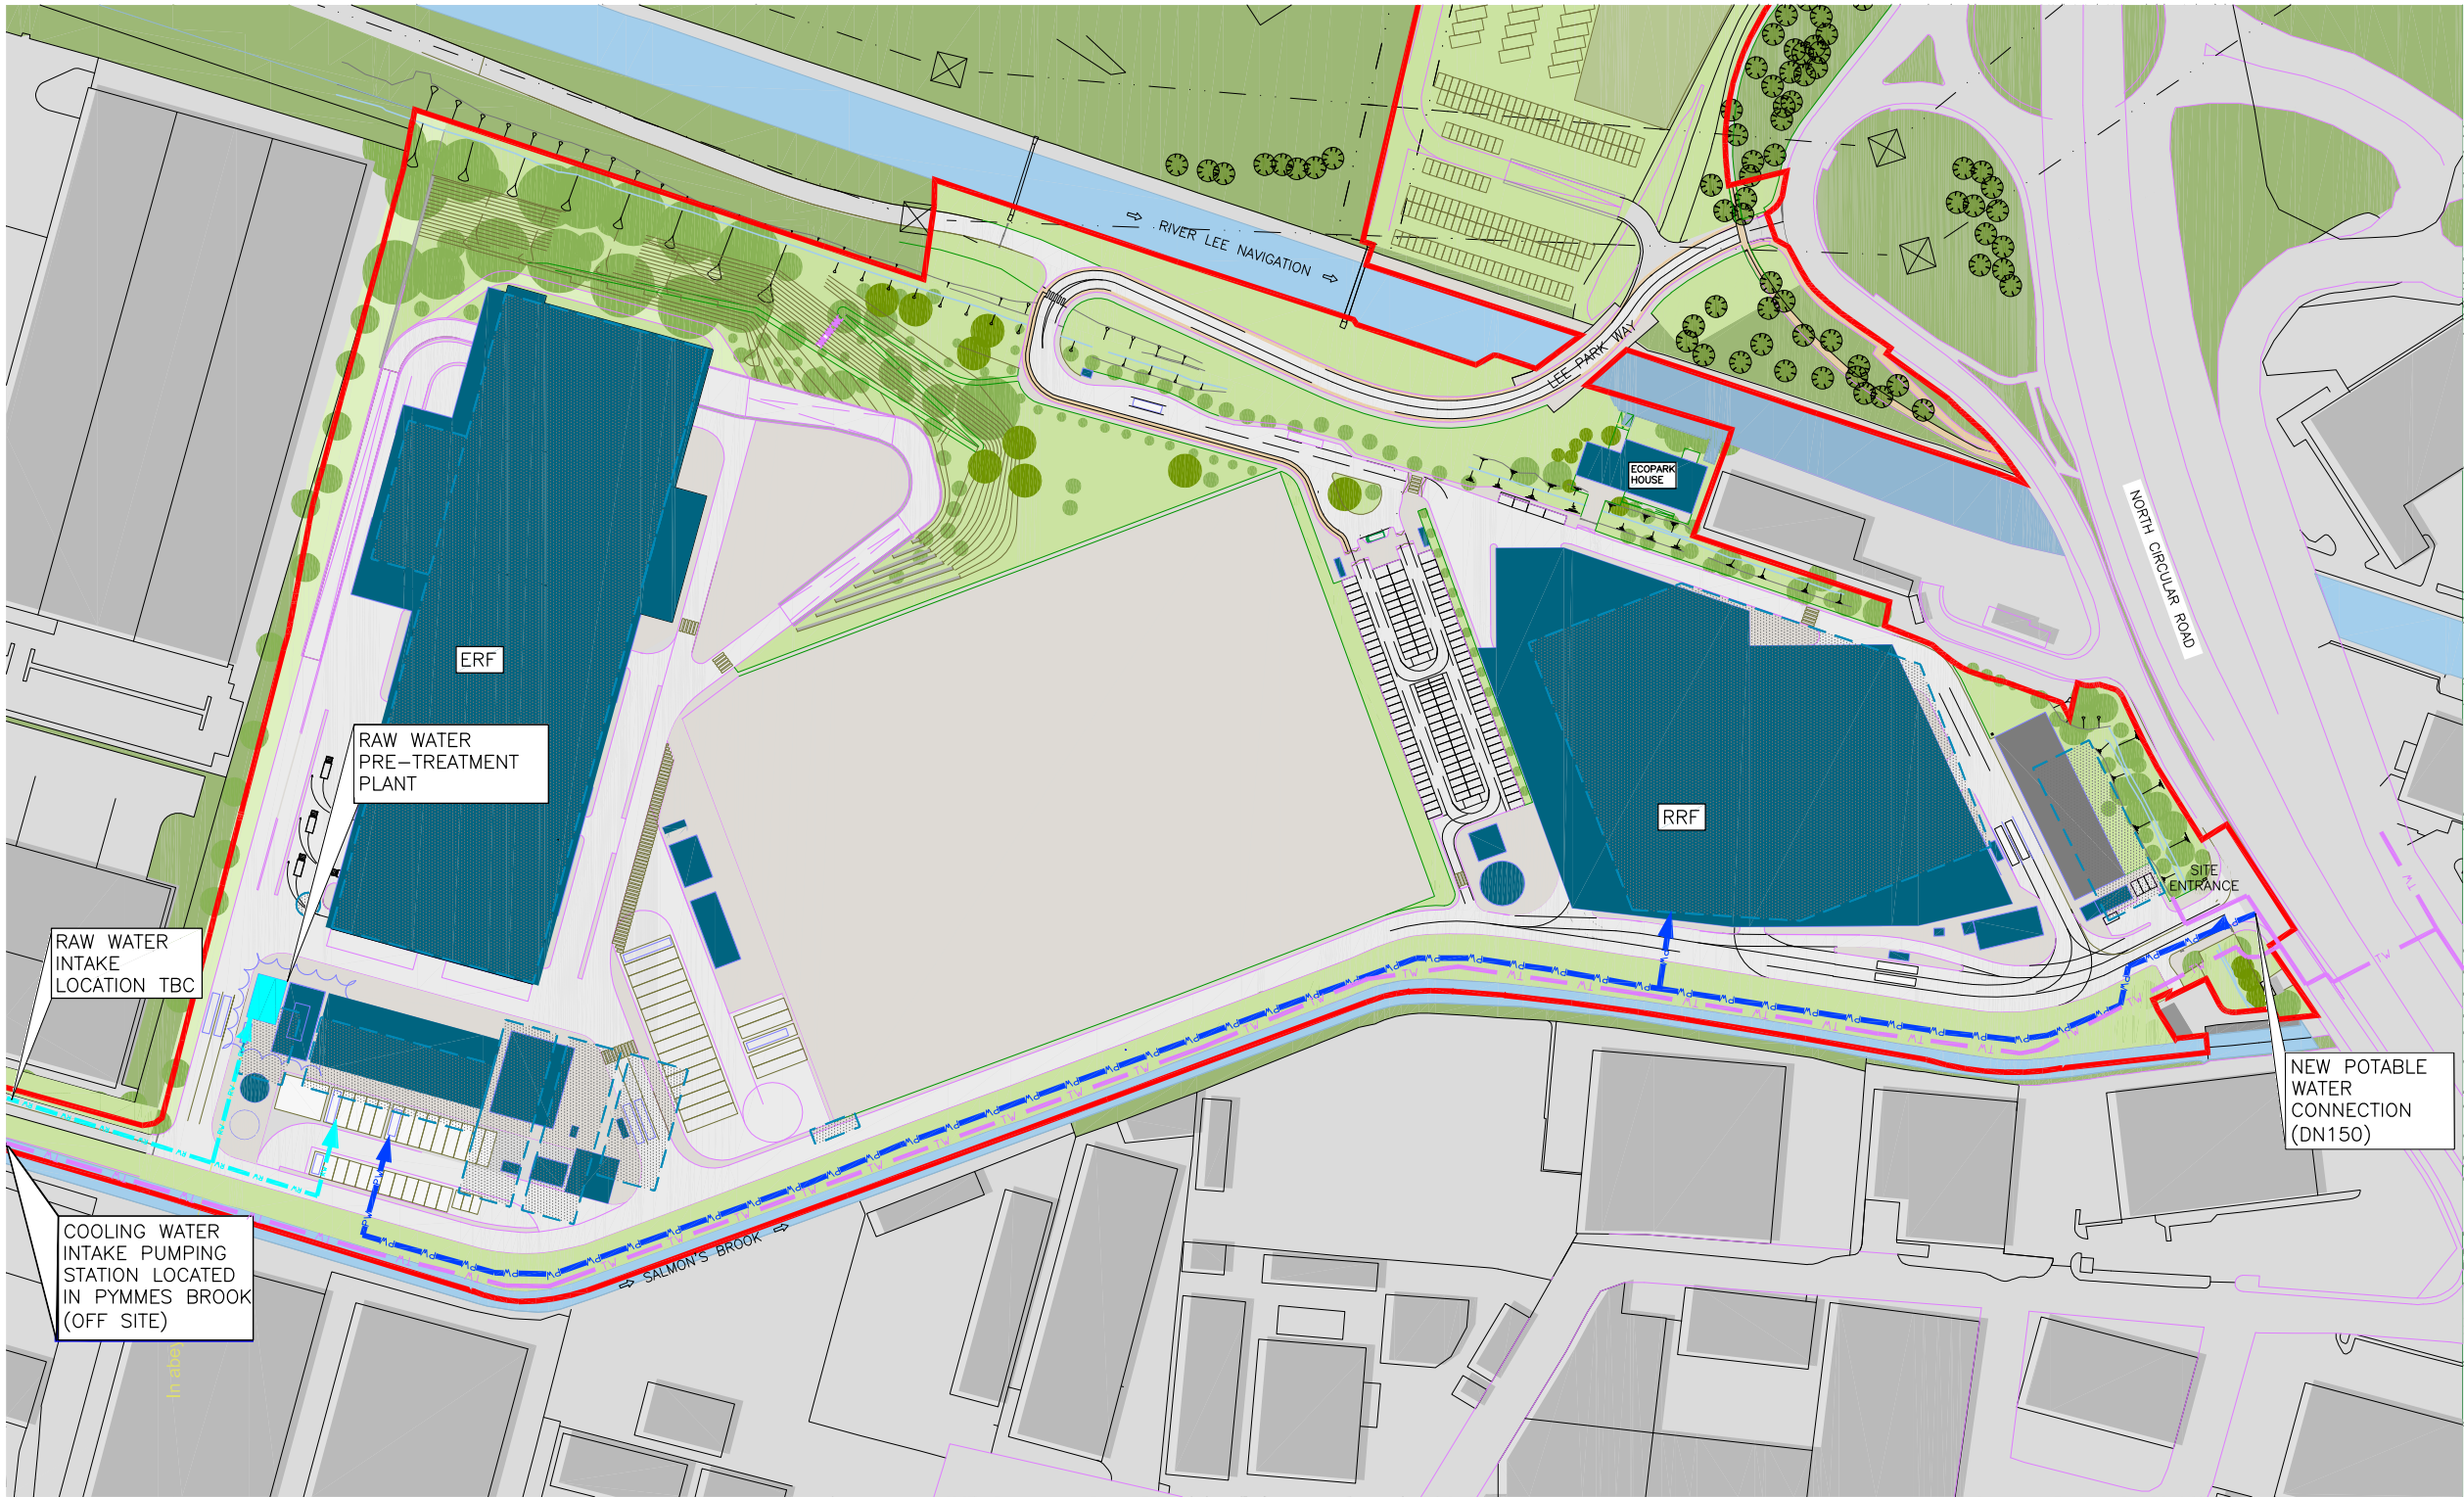 RIVER LEE NAVIGATION
LEE PARK WAY
ECOPARK
HOUSE
NORTH CIRCULAR ROAD
ERF
RAW WATER
PRE-TREATMENT
PLANT
RRF
SITE
ENTRANCE
RAW WATER
INTAKE
LOCATION TBC
NEW POTABLE
WATER
CONNECTION
(DN150)
COOLING WATER
INTAKE PUMPING
STATION LOCATED
IN PYMMES BROOK
(OFF SITE)
SALMON'S BROOK
In abey